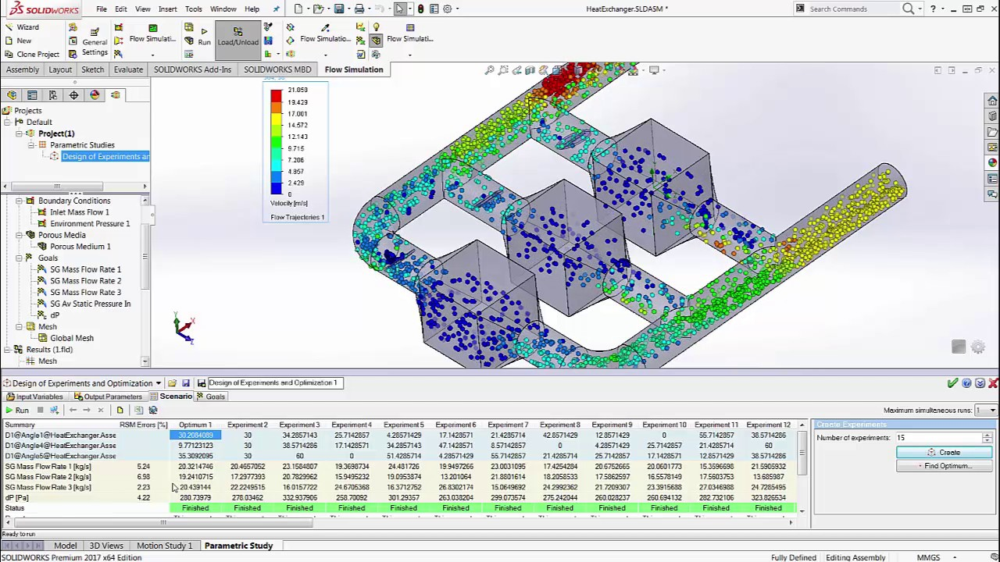 SOLIDWORKS File Edit View Insert Tools Window Help HeatExchanger.SLDASM * Search Commands
Wizard
New
Clone Project
General
Settings
Flow Simulati...
Run
Load/Unload
Flow Simulatio...
Flow Simulati...
Assembly Layout Sketch Evaluate SOLIDWORKS Add-Ins SOLIDWORKS MBD Flow Simulation
Projects
Default
Project(1)
Parametric Studies
Design of Experiments ar
Boundary Conditions
Inlet Mass Flow 1
Environment Pressure 1
Porous Media
Porous Medium 1
Goals
SG Mass Flow Rate 1
SG Mass Flow Rate 2
SG Mass Flow Rate 3
SG Av Static Pressure In
dP
Mesh
Global Mesh
Results (1.fld)
Mesh
21.859
19.429
17.001
14.572
12.143
9.715
7.286
4.857
2.429
0
Velocity [m/s]
Flow Trajectories 1
Y
X
Z
Design of Experiments and Optimization Design of Experiments and Optimization 1
Input Variables Output Parameters Scenario Goals
Run Maximum simultaneous runs: 1
Summary RSM Errors [%] Optimum 1 Experiment 2 Experiment 3 Experiment 4 Experiment 5 Experiment 6 Experiment 7 Experiment 8 Experiment 9 Experiment 10 Experiment 11 Experiment 12
D1@Angle1@HeatExchanger.Asse 30.2084089 30 34.2857143 25.7142857 4.28571429 17.1428571 21.4285714 42.8571429 12.8571429 0 55.7142857 38.5714286
D1@Angle4@HeatExchanger.Asse 9.77123123 30 38.5714286 17.1428571 34.2857143 47.1428571 8.57142857 0 4.28571429 25.7142857 21.4285714 60
D1@Angle5@HeatExchanger.Asse 35.3092095 30 60 0 51.4285714 4.28571429 55.7142857 21.4285714 25.7142857 17.1428571 12.8571429 38.5714286
SG Mass Flow Rate 1 [kg/s] 5.24 20.3214746 20.4657052 23.1584807 19.3696734 24.481726 19.9497266 23.0031095 17.4254284 20.6752665 20.0601773 15.3596698 21.5905932
SG Mass Flow Rate 2 [kg/s] 6.98 19.2410715 17.2977393 20.7829962 15.9495232 19.0953874 13.201064 21.8801614 18.2058533 17.5862765 16.5578149 17.5603753 13.685987
SG Mass Flow Rate 3 [kg/s] 2.23 20.439144 22.2249515 16.0157722 24.6705368 16.3712752 26.8302174 15.0649692 24.2992362 21.7209307 23.3915688 27.0346988 24.7285495
dP [Pa] 4.22 280.73979 278.03462 332.937906 258.70092 301.29357 263.038204 299.073574 275.242044 260.028237 260.694132 282.732106 323.826534
Status Finished Finished Finished Finished Finished Finished Finished Finished Finished Finished Finished Finished
Create Experiments
Number of experiments: 15
Create
Find Optimum...
Ready to run
Model 3D Views Motion Study 1 Parametric Study
SOLIDWORKS Premium 2017 x64 Edition Fully Defined Editing Assembly MMGS